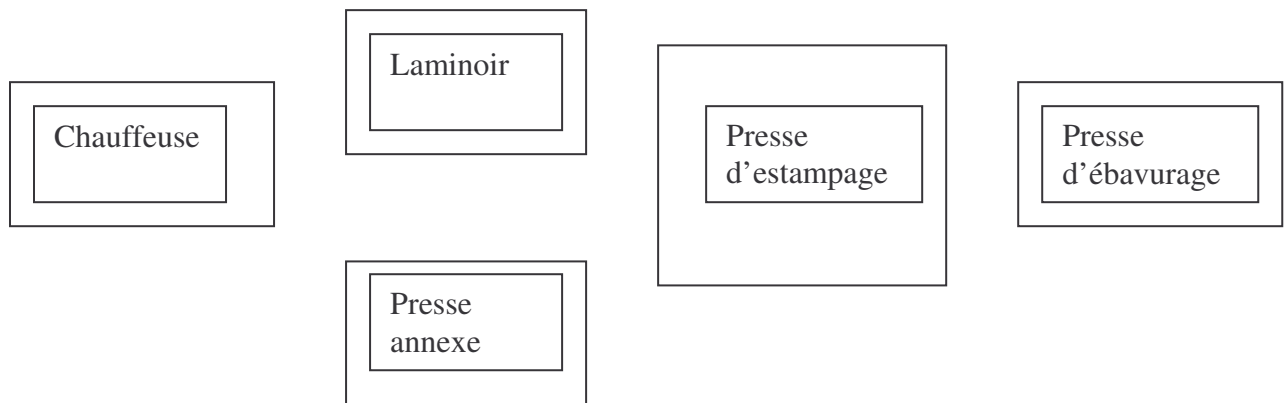 Chauffeuse
Laminoir
Presse
annexe
Presse
d’estampage
Presse
d’ébavurage